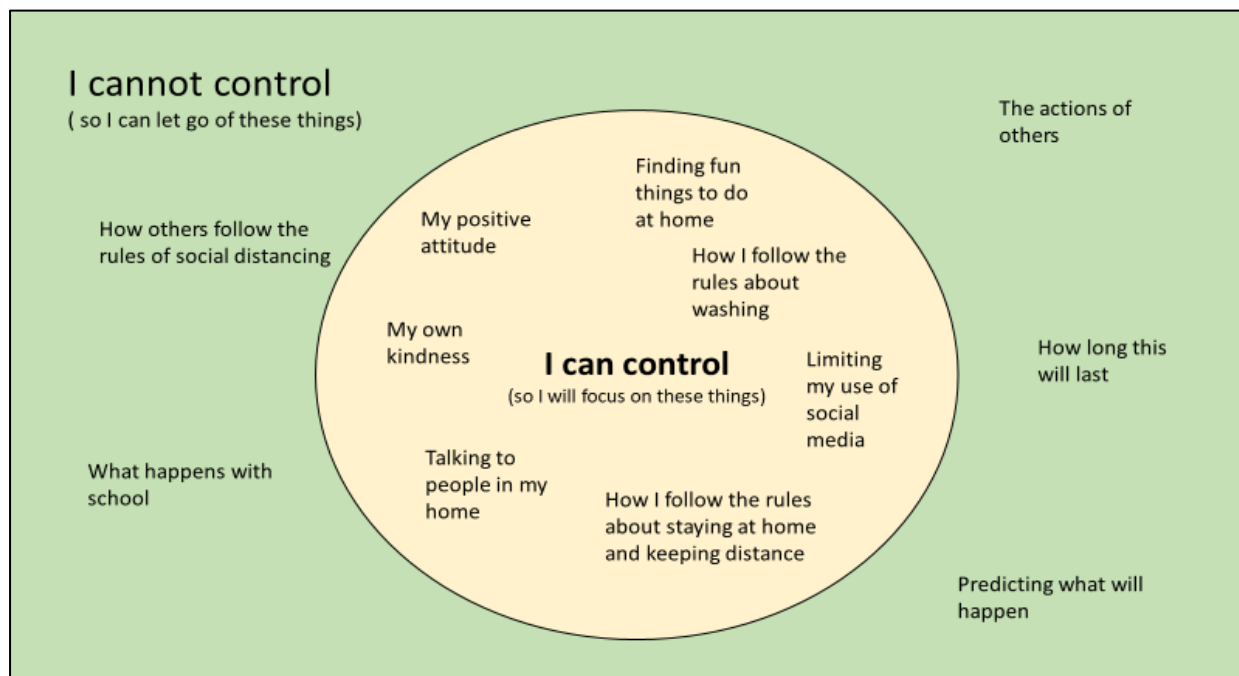 I cannot control
( so I can let go of these things)
The actions of
others
How others follow the
rules of social distancing
How long this
will last
What happens with
school
Predicting what will
happen
I can control
(so I will focus on these things)
Finding fun
things to do
at home
My positive
attitude
How I follow the
rules about
washing
My own
kindness
Limiting
my use of
social
media
Talking to
people in my
home
How I follow the rules
about staying at home
and keeping distance